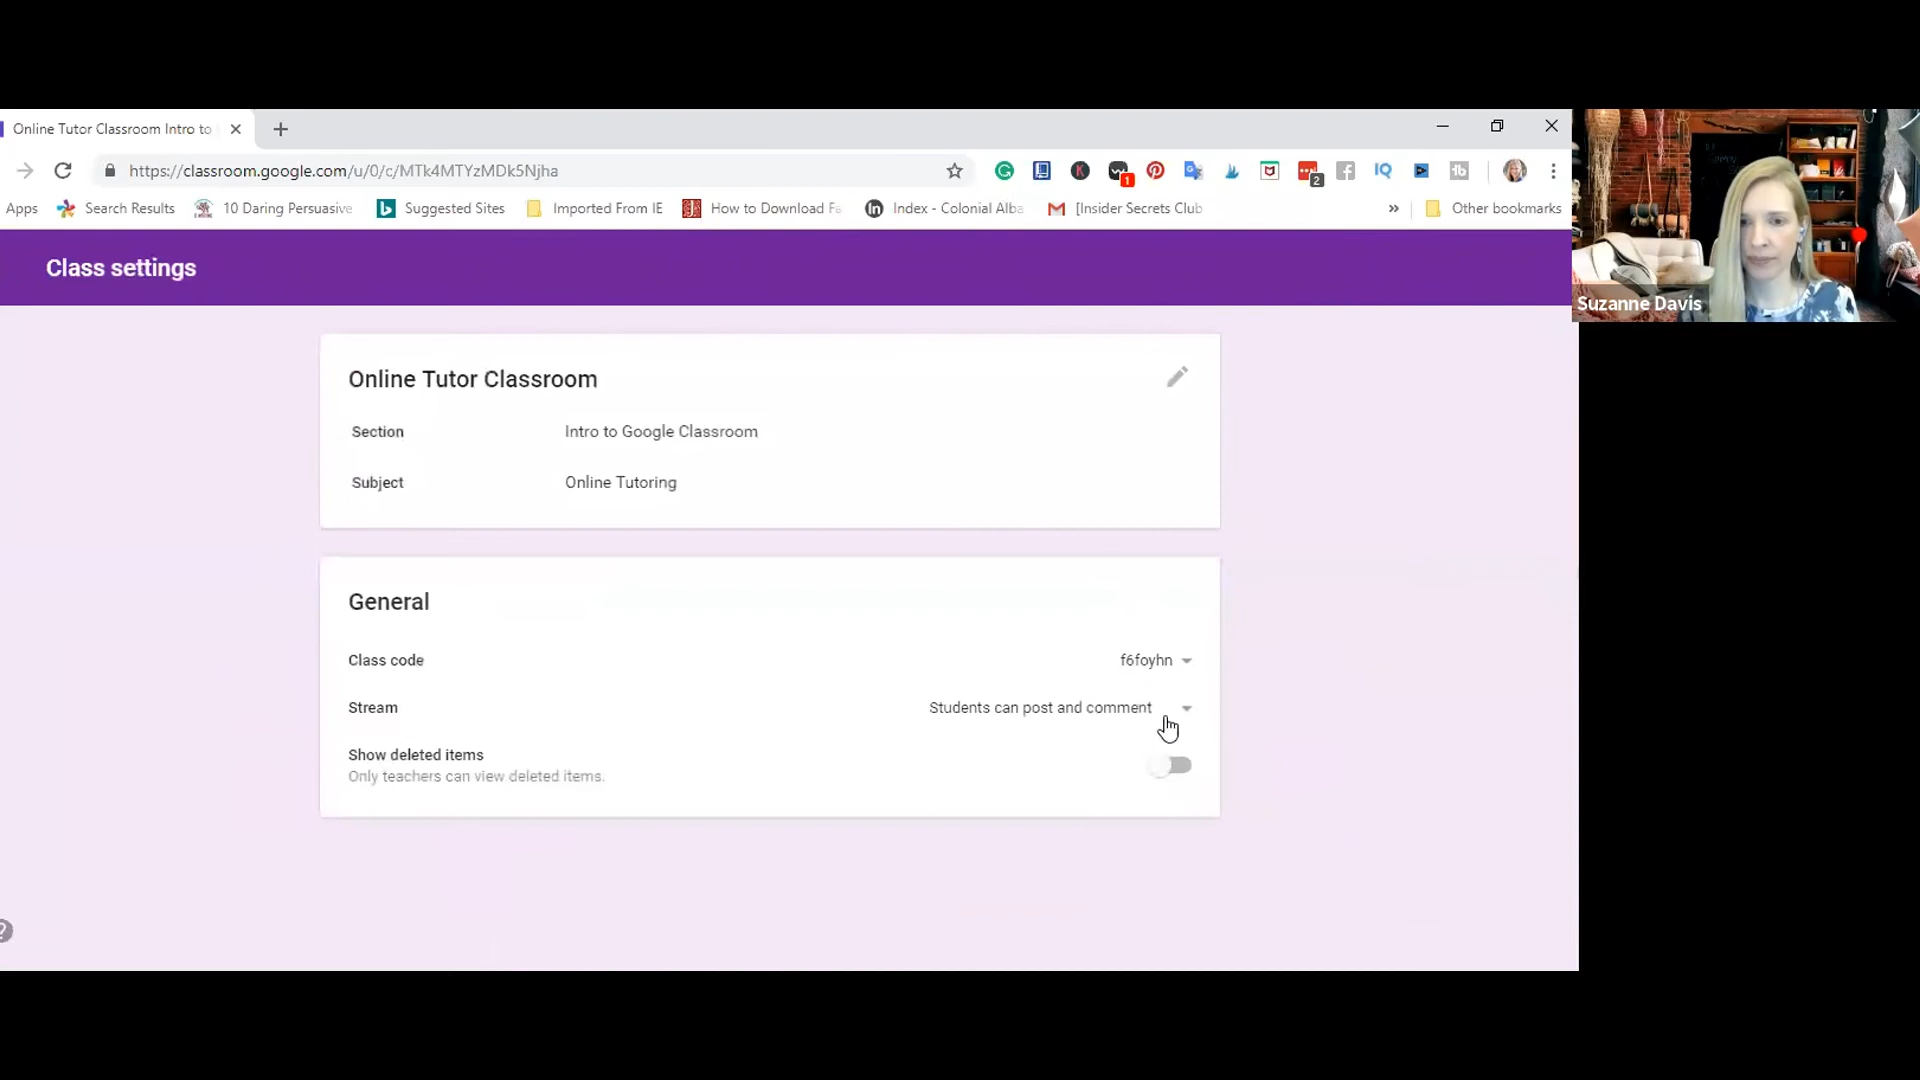 Online Tutor Classroom Intro to
https://classroom.google.com/u/0/c/MTk4MTYzMDk5Njha
1
2
Apps
Search Results
10 Daring Persuasive
Suggested Sites
Imported From IE
How to Download Fa
Index - Colonial Alba
[Insider Secrets Club
»
Other bookmarks
Class settings
Suzanne Davis
Online Tutor Classroom
Section Intro to Google Classroom
Subject Online Tutoring
General
Class code f6foyhn
Stream Students can post and comment
Show deleted items
Only teachers can view deleted items.